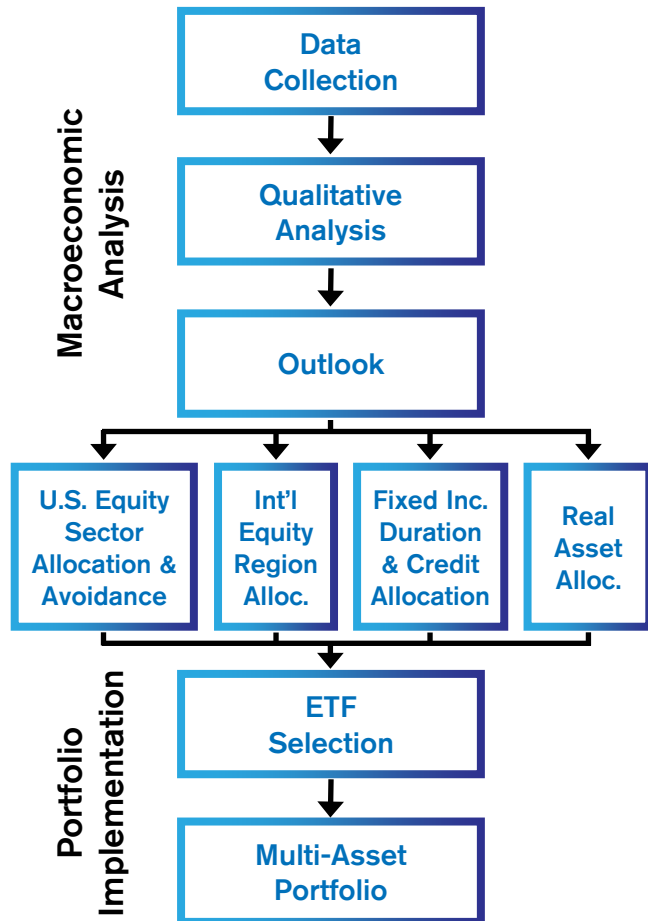 Macroeconomic
Analysis
Data
Collection
Qualitative
Analysis
Outlook
U.S. Equity
Sector
Allocation &
Avoidance
Int'l
Equity
Region
Alloc.
Fixed Inc.
Duration
& Credit
Allocation
Real
Asset
Alloc.
Portfolio
Implementation
ETF
Selection
Multi-Asset
Portfolio